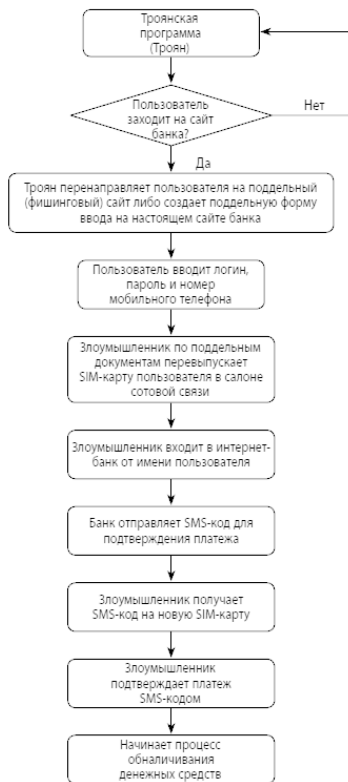 Троянская
программа
(Троян)
Пользователь
заходит на сайт
банка?
Нет
Да
Троян перенаправляет пользователя на поддельный
(фишинговый) сайт либо создает поддельную форму
ввода на настоящем сайте банка
Пользователь вводит логин,
пароль и номер
мобильного телефона
Злоумышленник по поддельным
документам перевыпускает
SIM-карту пользователя в салоне
сотовой связи
Злоумышленник входит в интернет-
банк от имени пользователя
Банк отправляет SMS-код для
подтверждения платежа
Злоумышленник получает
SMS-код на новую SIM-карту
Злоумышленник
подтверждает платеж
SMS-кодом
Начинает процесс
обналичивания
денежных средств